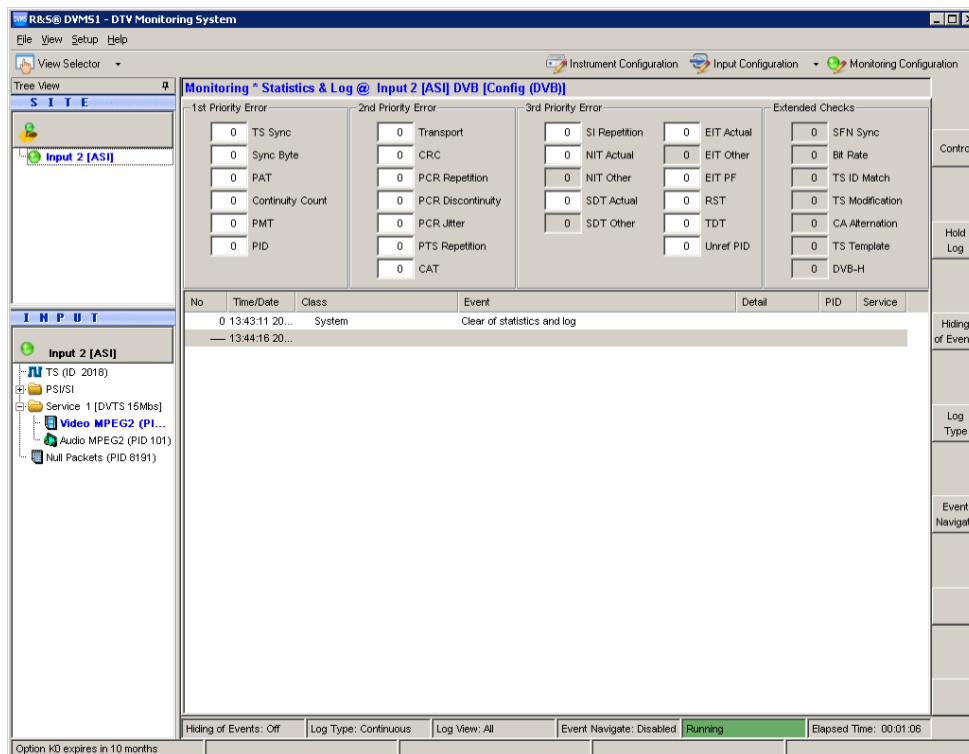 R&S® DVMS1 - DTV Monitoring System
File View Setup Help
View Selector
Instrument Configuration Input Configuration Monitoring Configuration
Tree View
SITE
Input 2 [ASI]
INPUT
Input 2 [ASI]
TS (ID 2018)
PSI/SI
Service 1 [DVTS 15Mbs]
Video MPEG2 (PI...
Audio MPEG2 (PID 101)
Null Packets (PID 8191)
Monitoring * Statistics & Log @ Input 2 [ASI] DVB [Config (DVB)]
1st Priority Error
0 TS Sync
0 Sync Byte
0 PAT
0 Continuity Count
0 PMT
0 PID
2nd Priority Error
0 Transport
0 CRC
0 PCR Repetition
0 PCR Discontinuity
0 PCR Jitter
0 PTS Repetition
0 CAT
3rd Priority Error
0 SI Repetition
0 NIT Actual
0 NIT Other
0 SDT Actual
0 SDT Other
0 EIT Actual
0 EIT Other
0 EIT PF
0 RST
0 TDT
0 Unref PID
Extended Checks
0 SFN Sync
0 Bit Rate
0 TS ID Match
0 TS Modification
0 CA Alternation
0 TS Template
0 DVB-H
No Time/Date Class Event Detail PID Service
0 13:43:11 20... System Clear of statistics and log
— 13:44:16 20...
Contro
Hold
Log
Hiding
of Even
Log
Type
Event
Navigat
Hiding of Events: Off Log Type: Continuous Log View: All Event Navigate: Disabled Running Elapsed Time: 00:01:06
Option K0 expires in 10 months